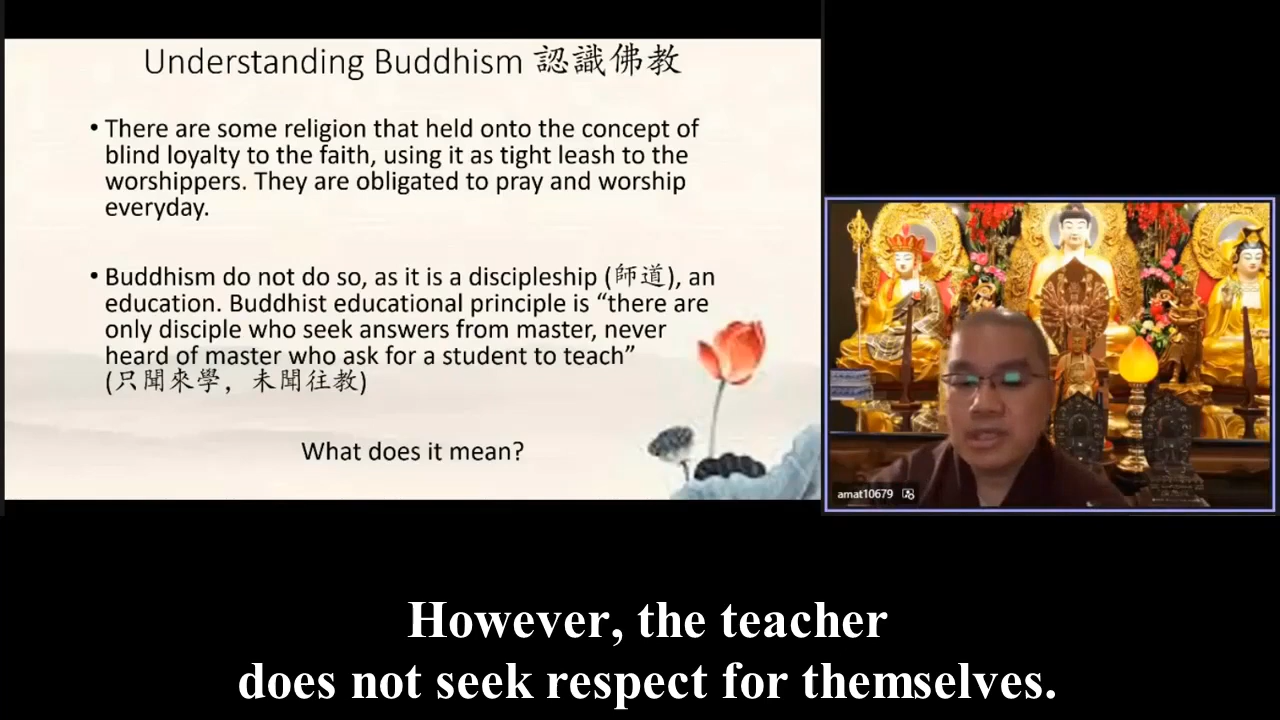 Understanding Buddhism 認識佛教
• There are some religion that held onto the concept of
blind loyalty to the faith, using it as tight leash to the
worshippers. They are obligated to pray and worship
everyday.
• Buddhism do not do so, as it is a discipleship (師道), an
education. Buddhist educational principle is “there are
only disciple who seek answers from master, never
heard of master who ask for a student to teach”
(只聞來學，未聞往教)
What does it mean?
amat10679
However, the teacher
does not seek respect for themselves.